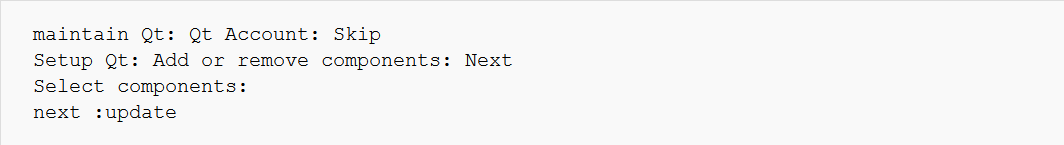 maintain Qt: Qt Account: Skip
Setup Qt: Add or remove components: Next
Select components:
next :update